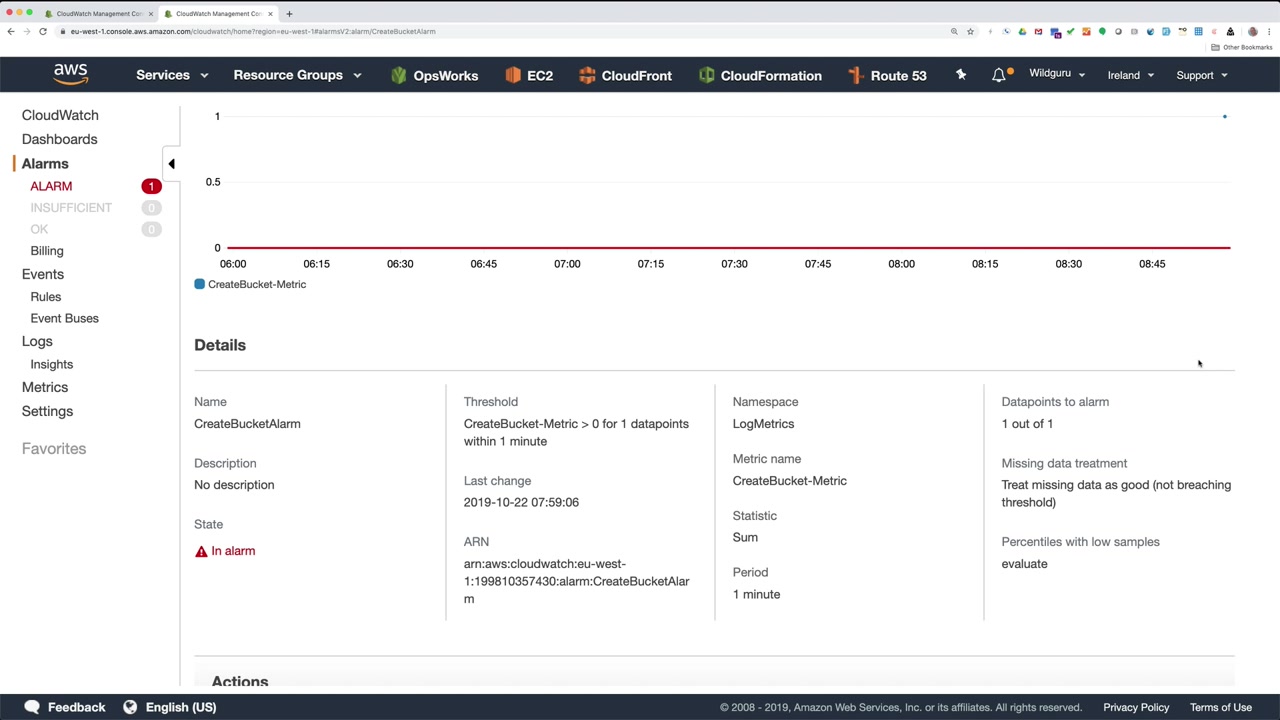 CloudWatch Management Con
CloudWatch Management Con
eu-west-1.console.aws.amazon.com/cloudwatch/home?region=eu-west-1#alarmsV2:alarm/CreateBucketAlarm
Other Bookmarks
aws
Services
Resource Groups
OpsWorks
EC2
CloudFront
CloudFormation
Route 53
Wildguru
Ireland
Support
CloudWatch
Dashboards
Alarms
ALARM 1
INSUFFICIENT 0
OK 0
Billing
Events
Rules
Event Buses
Logs
Insights
Metrics
Settings
Favorites
1
0.5
0
06:00 06:15 06:30 06:45 07:00 07:15 07:30 07:45 08:00 08:15 08:30 08:45
CreateBucket-Metric
Details
Name
CreateBucketAlarm
Description
No description
State
In alarm
Threshold
CreateBucket-Metric > 0 for 1 datapoints
within 1 minute
Last change
2019-10-22 07:59:06
ARN
arn:aws:cloudwatch:eu-west-
1:199810357430:alarm:CreateBucketAlar
m
Namespace
LogMetrics
Metric name
CreateBucket-Metric
Statistic
Sum
Period
1 minute
Datapoints to alarm
1 out of 1
Missing data treatment
Treat missing data as good (not breaching
threshold)
Percentiles with low samples
evaluate
Actions
Feedback
English (US)
© 2008 - 2019, Amazon Web Services, Inc. or its affiliates. All rights reserved.
Privacy Policy
Terms of Use